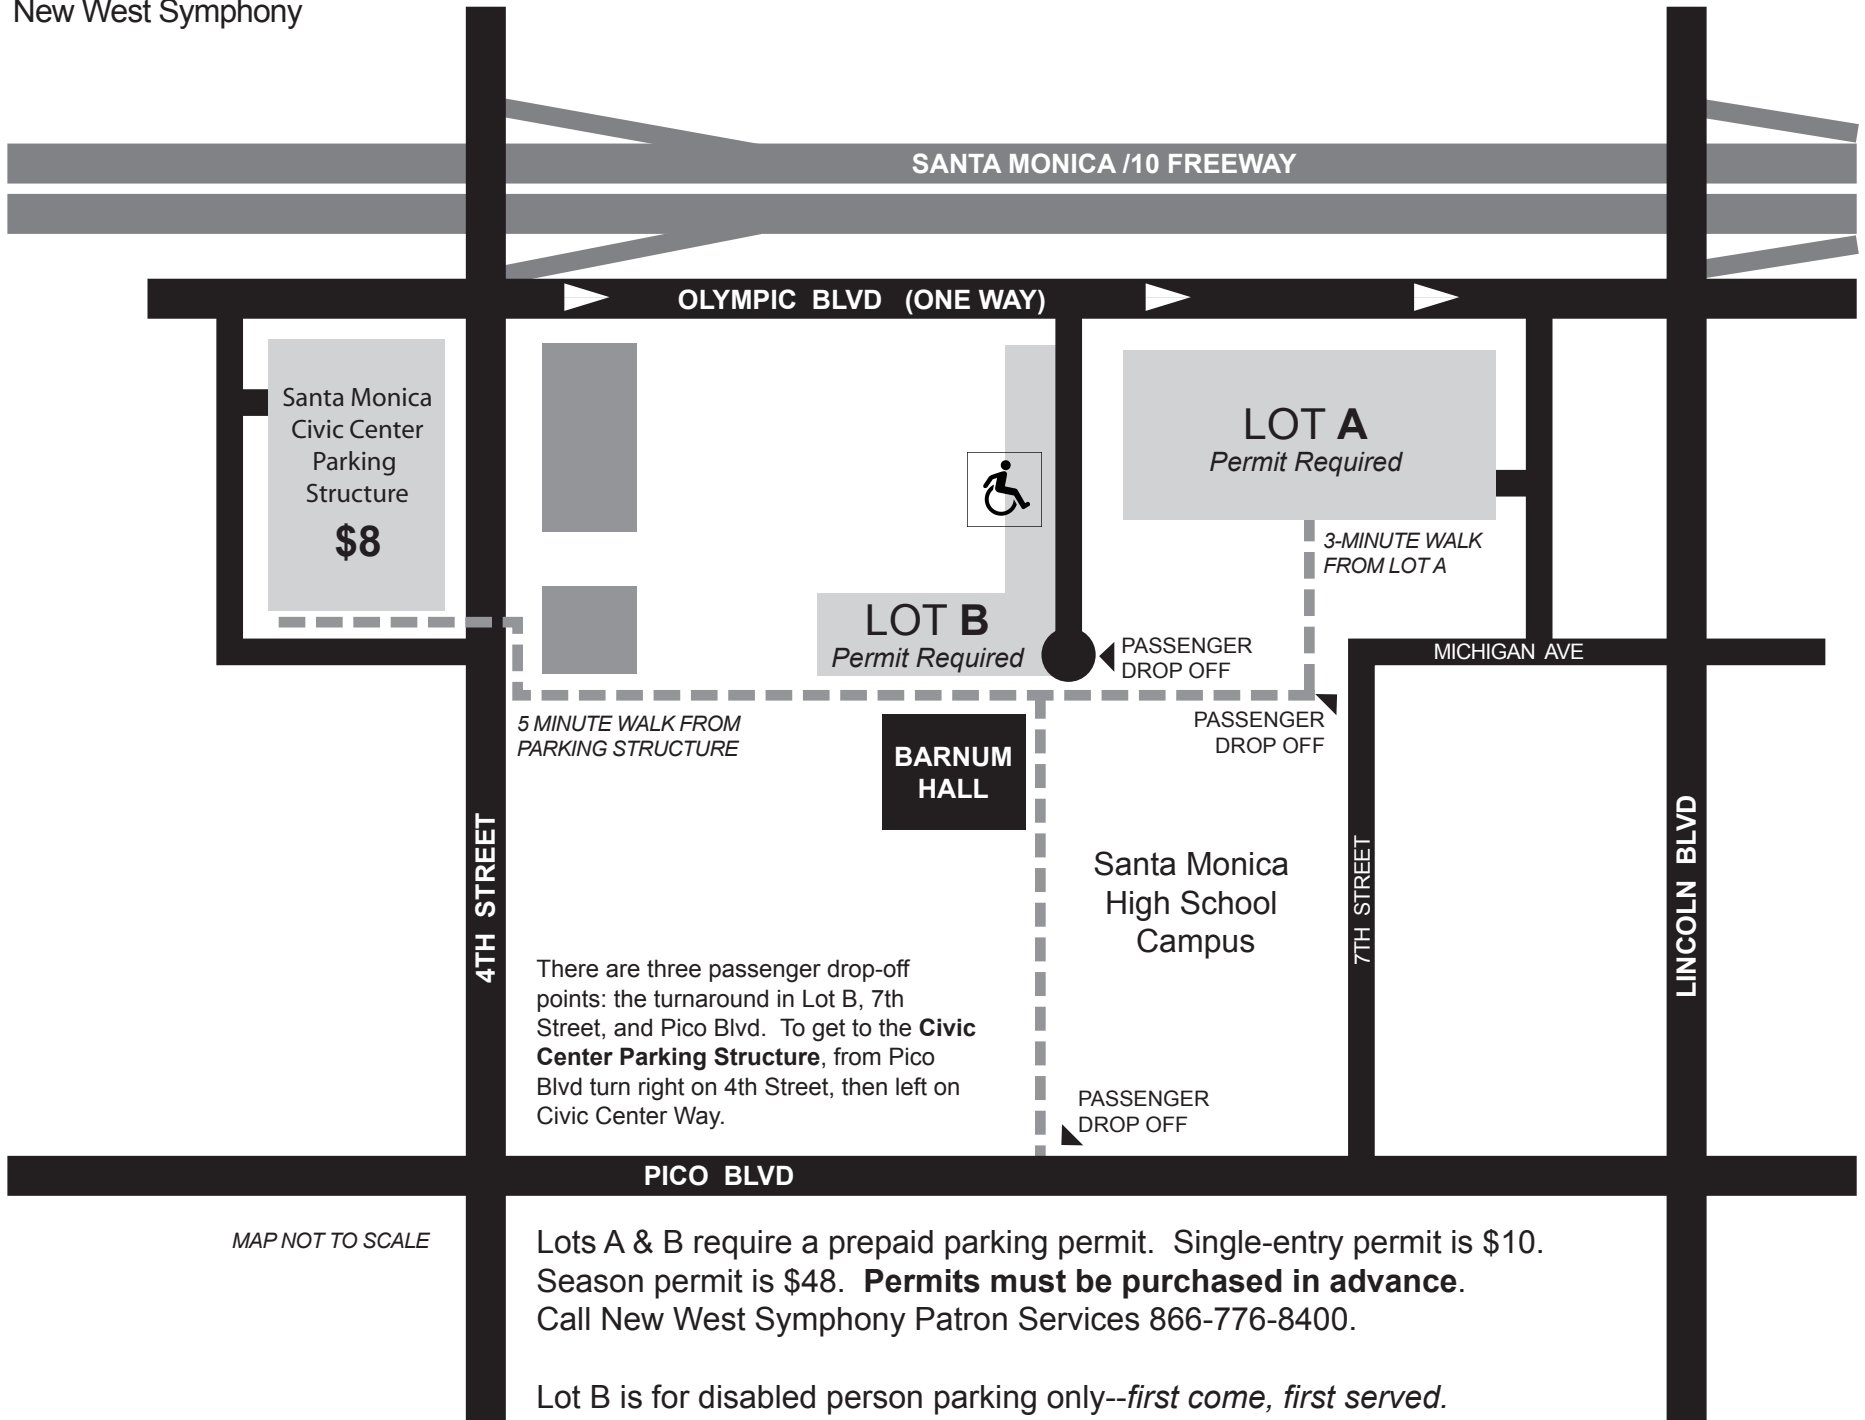 New West Symphony
SANTA MONICA /10 FREEWAY
OLYMPIC BLVD (ONE WAY)
Santa Monica
Civic Center
Parking
Structure
$8
LOT A
Permit Required
3-MINUTE WALK
FROM LOT A
LOT B
Permit Required
PASSENGER
DROP OFF
MICHIGAN AVE
5 MINUTE WALK FROM
PARKING STRUCTURE
PASSENGER
DROP OFF
BARNUM
HALL
4TH STREET
Santa Monica
High School
Campus
7TH STREET
LINCOLN BLVD
There are three passenger drop-off
points: the turnaround in Lot B, 7th
Street, and Pico Blvd. To get to the Civic
Center Parking Structure, from Pico
Blvd turn right on 4th Street, then left on
Civic Center Way.
PASSENGER
DROP OFF
PICO BLVD
MAP NOT TO SCALE
Lots A & B require a prepaid parking permit. Single-entry permit is $10.
Season permit is $48. Permits must be purchased in advance.
Call New West Symphony Patron Services 866-776-8400.
Lot B is for disabled person parking only--first come, first served.